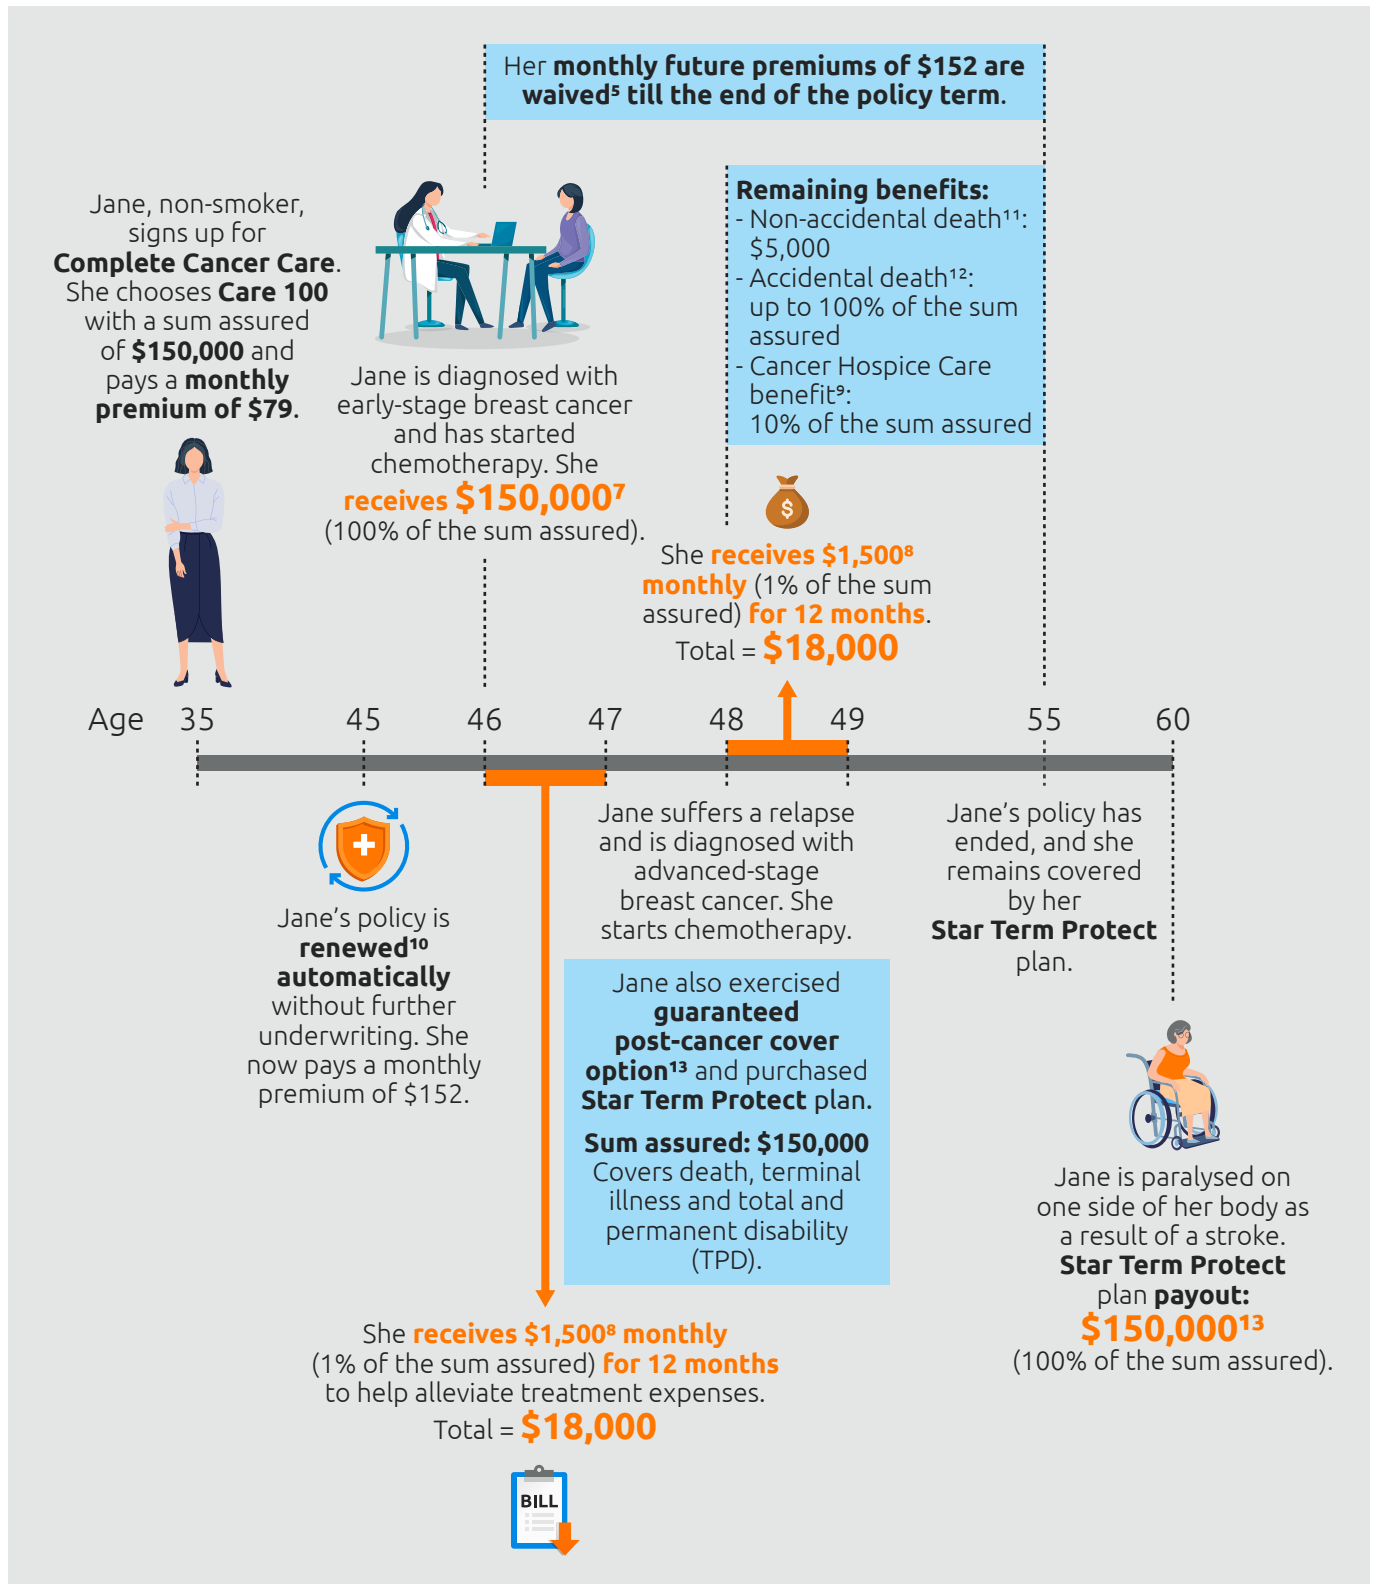 Her monthly future premiums of $152 are
waived⁵ till the end of the policy term.
Jane, non-smoker,
signs up for
Complete Cancer Care.
She chooses Care 100
with a sum assured
of $150,000 and
pays a monthly
premium of $79.
Jane is diagnosed with
early-stage breast cancer
and has started
chemotherapy. She
receives $150,000⁷
(100% of the sum assured).
Remaining benefits:
- Non-accidental death¹¹:
$5,000
- Accidental death¹²:
up to 100% of the sum
assured
- Cancer Hospice Care
benefit⁹:
10% of the sum assured
$
She receives $1,500⁸
monthly (1% of the sum
assured) for 12 months.
Total = $18,000
Age 35 45 46 47 48 49 55 60
Jane’s policy is
renewed¹⁰
automatically
without further
underwriting. She
now pays a monthly
premium of $152.
Jane suffers a relapse
and is diagnosed with
advanced-stage
breast cancer. She
starts chemotherapy.
Jane also exercised
guaranteed
post-cancer cover
option¹³ and purchased
Star Term Protect plan.
Sum assured: $150,000
Covers death, terminal
illness and total and
permanent disability
(TPD).
Jane’s policy has
ended, and she
remains covered
by her
Star Term Protect
plan.
Jane is paralysed on
one side of her body as
a result of a stroke.
Star Term Protect
plan payout:
$150,000¹³
(100% of the sum assured).
She receives $1,500⁸ monthly
(1% of the sum assured) for 12 months
to help alleviate treatment expenses.
Total = $18,000
BILL